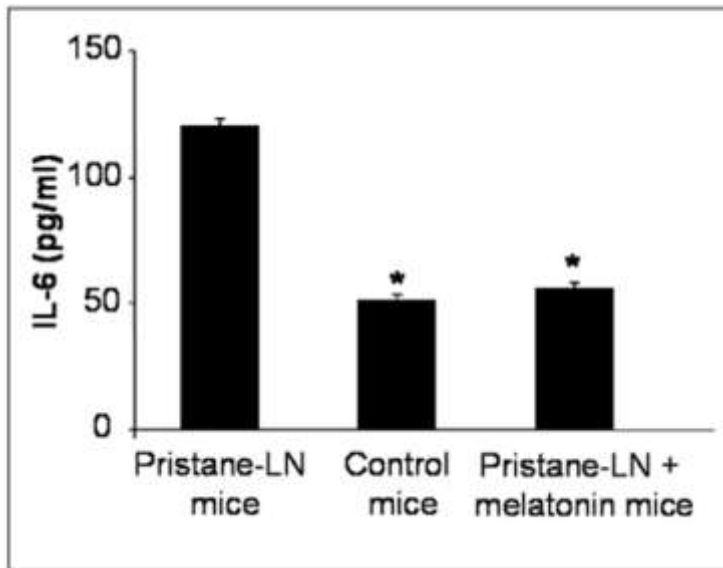 150
100
50
0
IL-6 (pg/ml)
*
*
Pristane-LN
mice
Control
mice
Pristane-LN +
melatonin mice